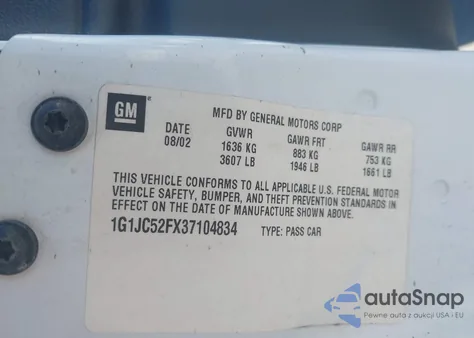 GM
MFD BY GENERAL MOTORS CORP
DATE GVWR GAWR FRT GAWR RR
08/02 1636 KG 883 KG 753 KG
3607 LB 1946 LB 1661 LB
THIS VEHICLE CONFORMS TO ALL APPLICABLE U.S. FEDERAL MOTOR
VEHICLE SAFETY, BUMPER, AND THEFT PREVENTION STANDARDS IN
EFFECT ON THE DATE OF MANUFACTURE SHOWN ABOVE.
1G1JC52FX37104834 TYPE: PASS CAR
autaSnap
Pewne auta z aukcji USA i EU